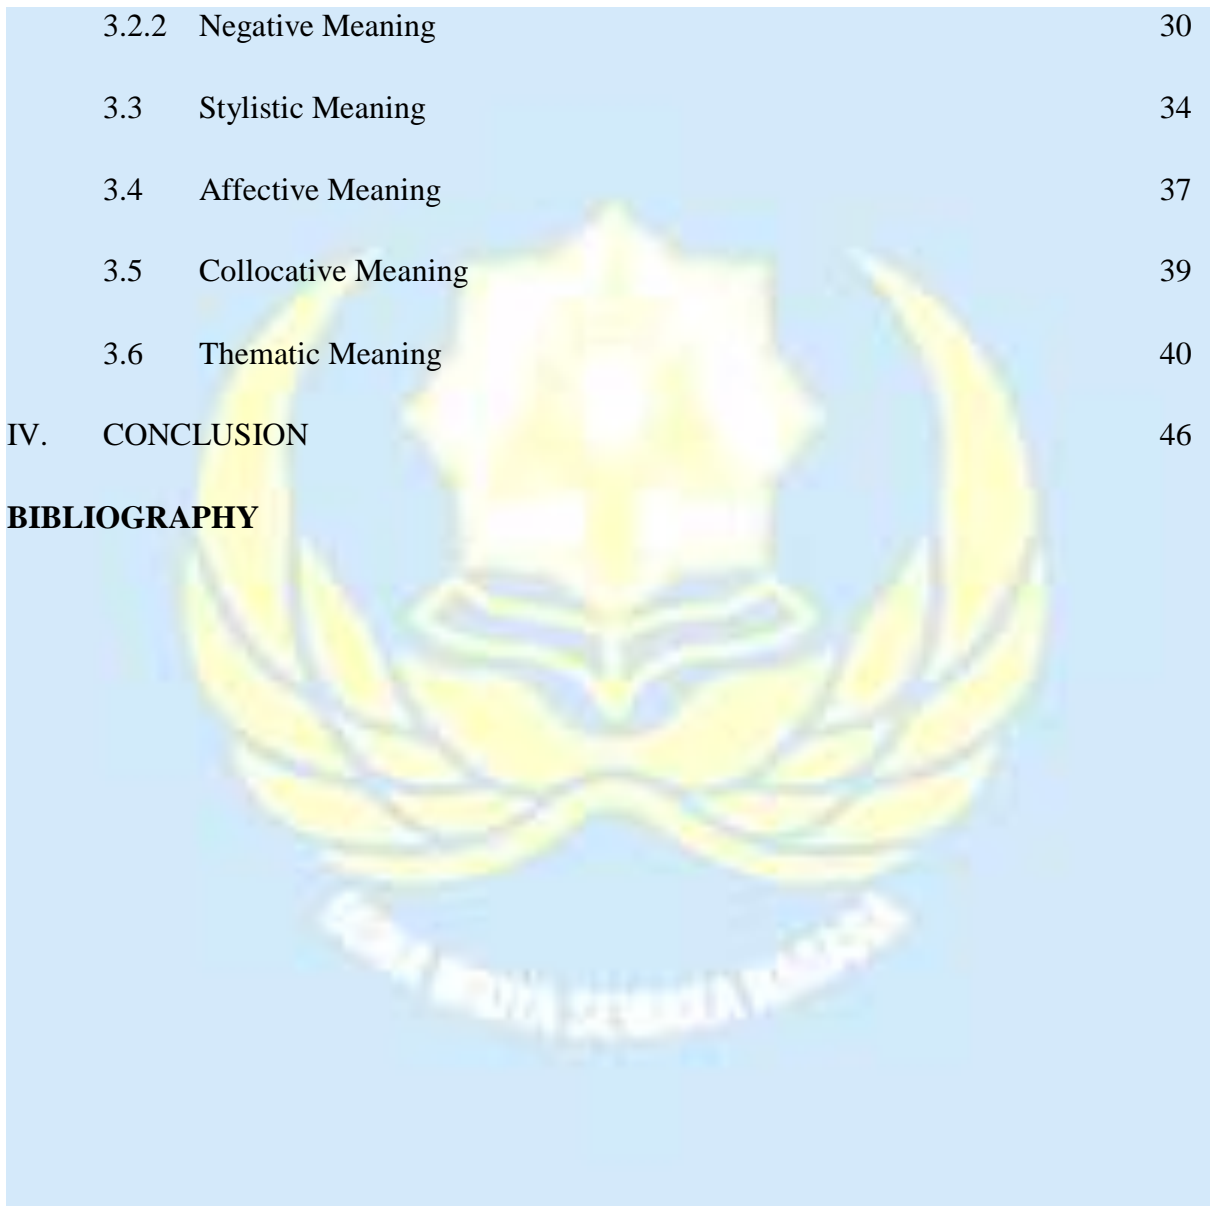 3.2.2 Negative Meaning 30
3.3 Stylistic Meaning 34
3.4 Affective Meaning 37
3.5 Collocative Meaning 39
3.6 Thematic Meaning 40
IV. CONCLUSION 46
BIBLIOGRAPHY